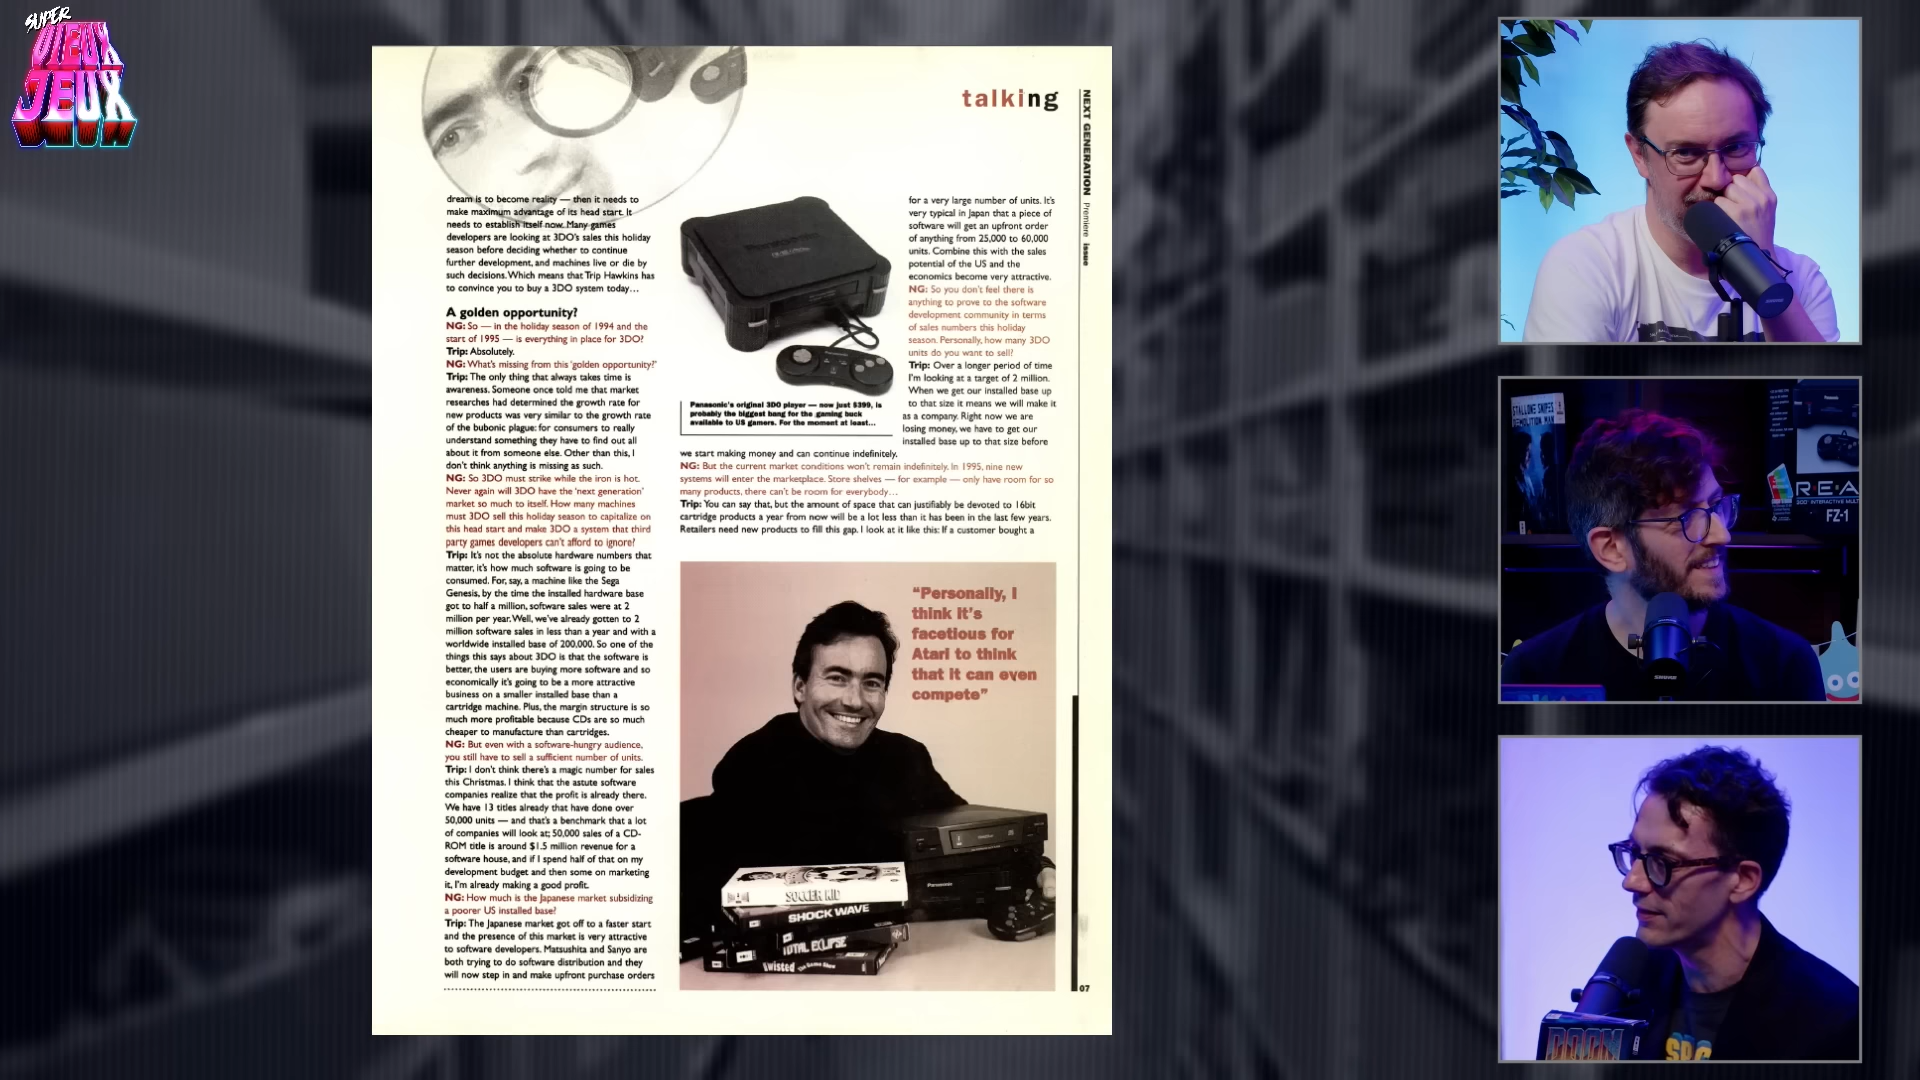 SUPER
VIEUX
JEUX
talking
NEXT GENERATION Premiere issue
dream is to become reality — then it needs to
make maximum advantage of its head start. It
needs to establish itself now. Many games
developers are looking at 3DO's sales this holiday
season before deciding whether to continue
further development, and machines live or die by
such decisions. Which means that Trip Hawkins has
to convince you to buy a 3DO system today...
A golden opportunity?
NG: So — in the holiday season of 1994 and the
start of 1995 — is everything in place for 3DO?
Trip: Absolutely.
NG: What's missing from this 'golden opportunity?'
Trip: The only thing that always takes time is
awareness. Someone once told me that market
researches had determined the growth rate for
new products was very similar to the growth rate
of the bubonic plague: for consumers to really
understand something they have to find out all
about it from someone else. Other than this, I
don't think anything is missing as such.
NG: So 3DO must strike while the iron is hot.
Never again will 3DO have the 'next generation'
market so much to itself. How many machines
must 3DO sell this holiday season to capitalize on
this head start and make 3DO a system that third
party games developers can't afford to ignore?
Trip: It's not the absolute hardware numbers that
matter, it's how much software is going to be
consumed. For, say, a machine like the Sega
Genesis, by the time the installed hardware base
got to half a million, software sales were at 2
million per year. Well, we've already gotten to 2
million software sales in less than a year and with a
worldwide installed base of 200,000. So one of the
things this says about 3DO is that the software is
better, the users are buying more software and so
economically it's going to be a more attractive
business on a smaller installed base than a
cartridge machine. Plus, the margin structure is so
much more profitable because CDs are so much
cheaper to manufacture than cartridges.
NG: But even with a software-hungry audience,
you still have to sell a sufficient number of units.
Trip: I don't think there's a magic number for sales
this Christmas. I think that the astute software
companies realize that the profit is already there.
We have 13 titles already that have done over
50,000 units — and that's a benchmark that a lot
of companies will look at; 50,000 sales of a CD-
ROM title is around $1.5 million revenue for a
software house, and if I spend half of that on my
development budget and then some on marketing
it, I'm already making a good profit.
NG: How much is the Japanese market subsidizing
a poorer US installed base?
Trip: The Japanese market got off to a faster start
and the presence of this market is very attractive
to software developers. Matsushita and Sanyo are
both trying to do software distribution and they
will now step in and make upfront purchase orders
Panasonic's original 3DO player — now just $399, is
probably the biggest bang for the gaming buck
available to US gamers. For the moment at least...
for a very large number of units. It's
very typical in Japan that a piece of
software will get an upfront order
of anything from 25,000 to 60,000
units. Combine this with the sales
potential of the US and the
economics become very attractive.
NG: So you don't feel there is
anything to prove to the software
development community in terms
of sales numbers this holiday
season. Personally, how many 3DO
units do you want to sell?
Trip: Over a longer period of time
I'm looking at a target of 2 million.
When we get our installed base up
to that size it means we will make it
as a company. Right now we are
losing money, we have to get our
installed base up to that size before
we start making money and can continue indefinitely.
NG: But the current market conditions won't remain indefinitely. In 1995, nine new
systems will enter the marketplace. Store shelves — for example — only have room for so
many products, there can't be room for everybody...
Trip: You can say that, but the amount of space that can justifiably be devoted to 16bit
cartridge products a year from now will be a lot less than it has been in the last few years.
Retailers need new products to fill this gap. I look at it like this: If a customer bought a
"Personally, I
think it's
facetious for
Atari to think
that it can even
compete"
SOCCER KID
SHOCK WAVE
TOTAL ECLIPSE
Twisted The Game Show
07
STALLONE SNIPES
DEMOLITION MAN
R·E·A
FZ-1
DOOM